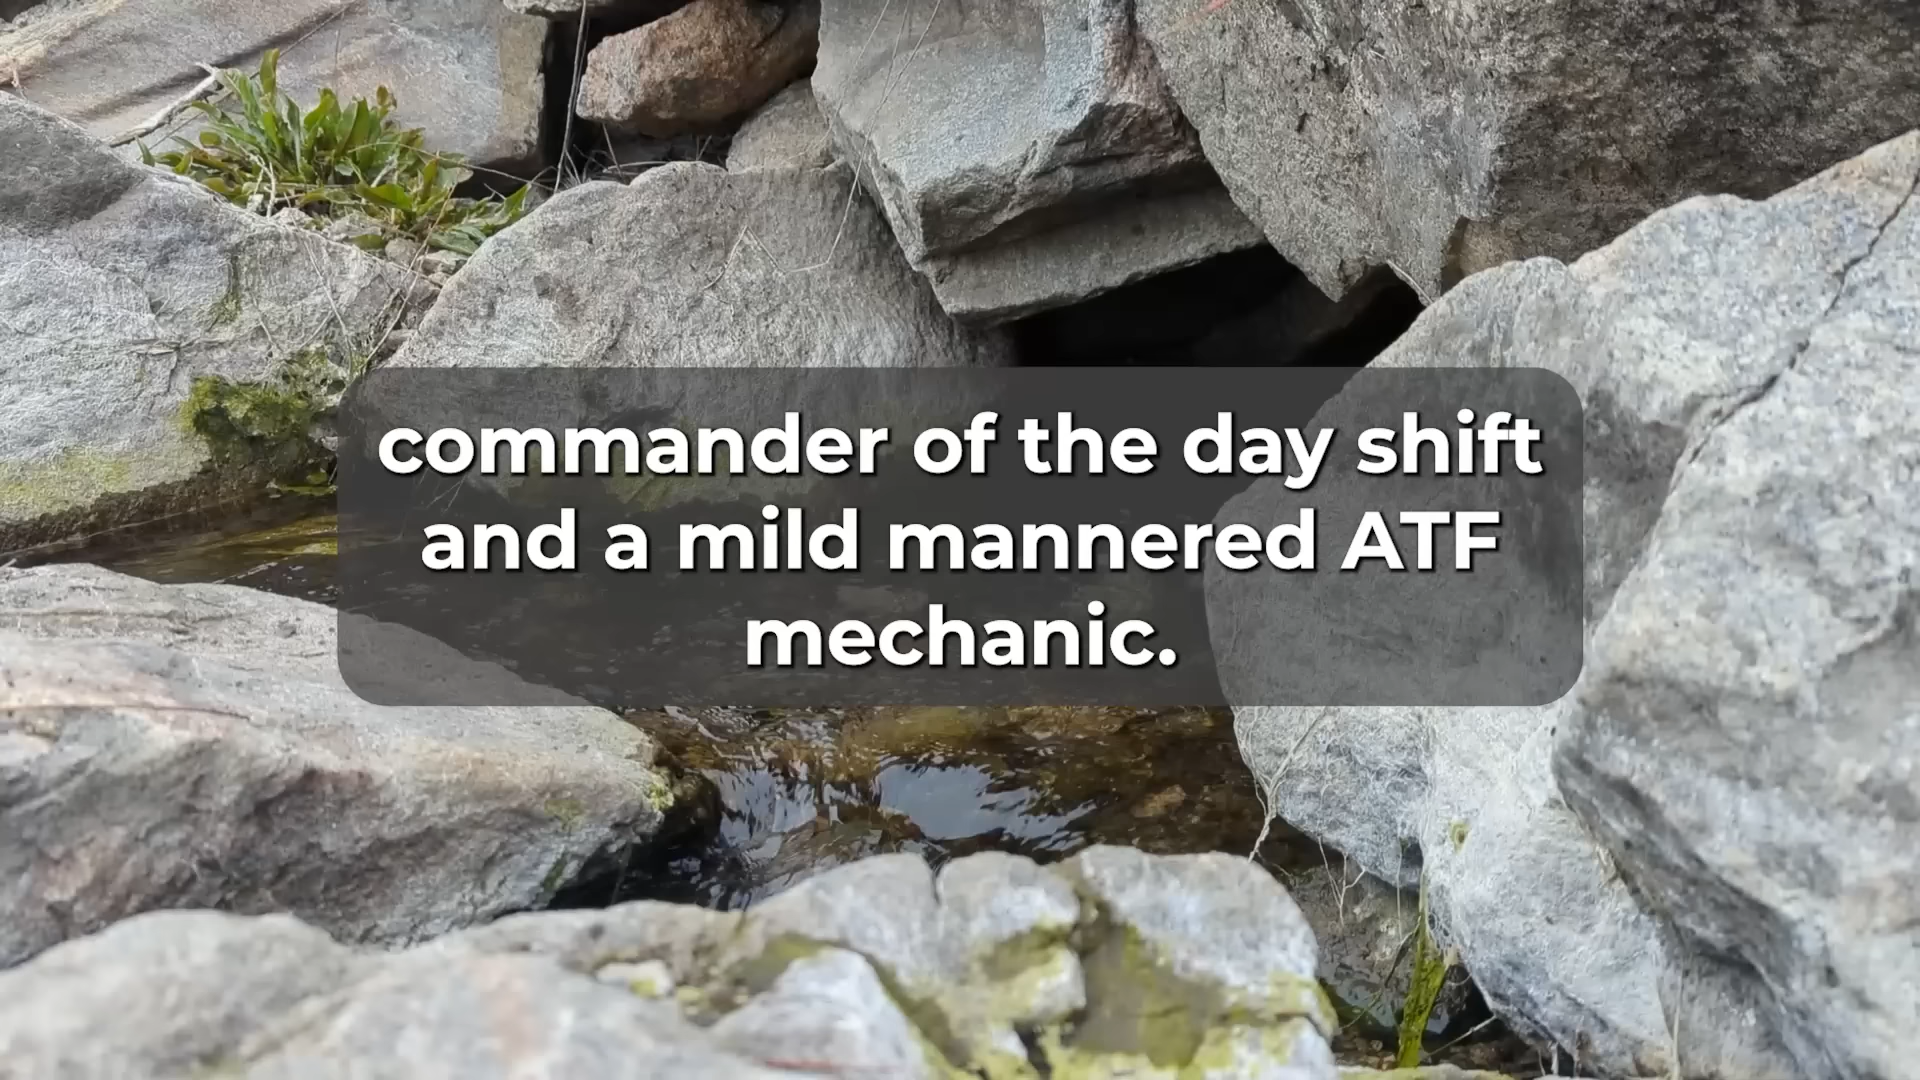 commander of the day shift
and a mild mannered ATF
mechanic.